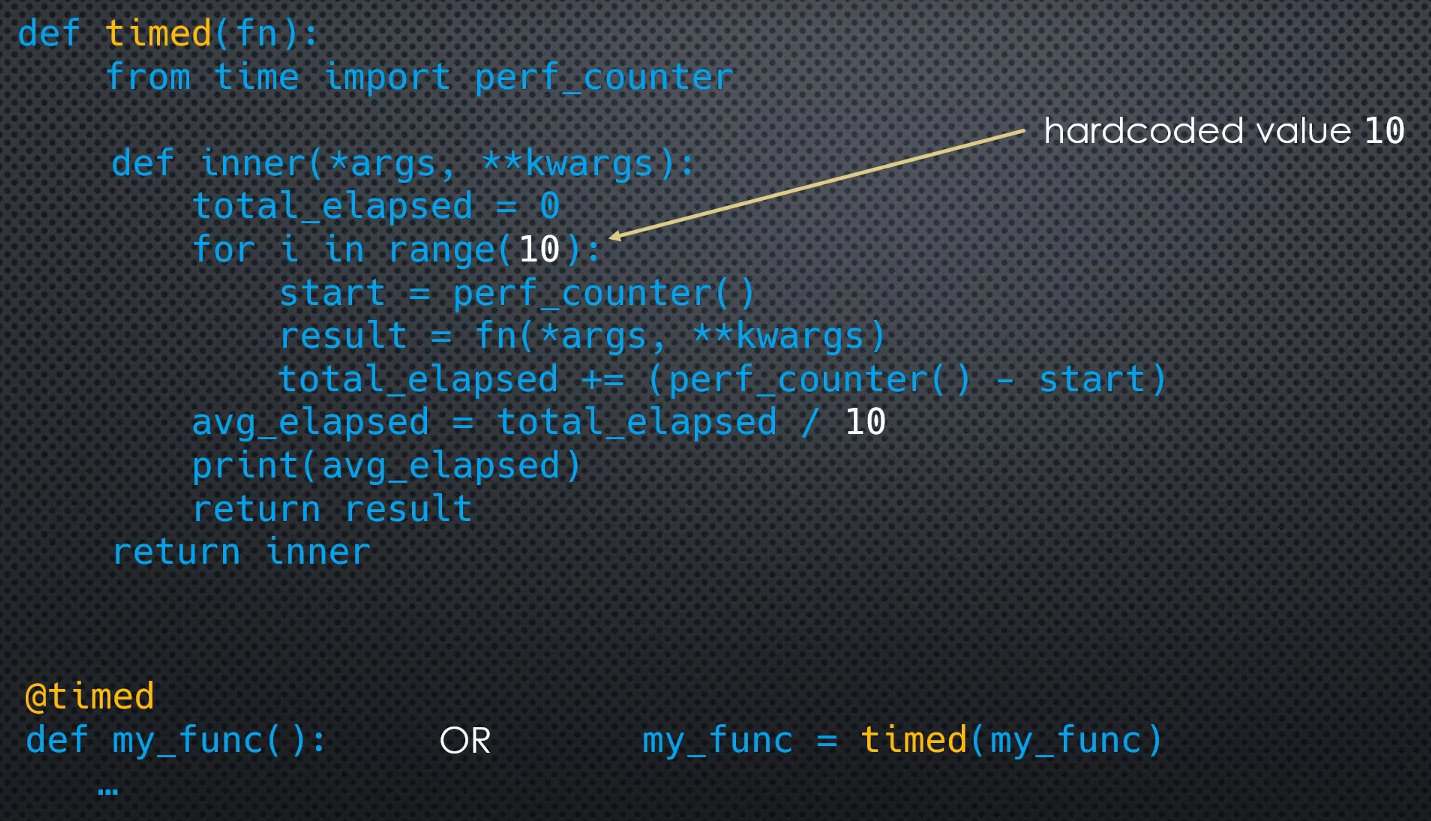 def timed(fn):
    from time import perf_counter
hardcoded value 10
    def inner(*args, **kwargs):
        total_elapsed = 0
        for i in range(10):
            start = perf_counter()
            result = fn(*args, **kwargs)
            total_elapsed += (perf_counter() - start)
        avg_elapsed = total_elapsed / 10
        print(avg_elapsed)
        return result
    return inner
@timed
def my_func(): OR my_func = timed(my_func)
    …